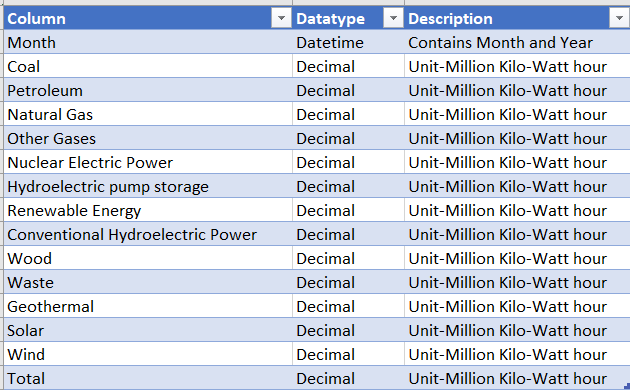 Column Datatype Description
Month Datetime Contains Month and Year
Coal Decimal Unit-Million Kilo-Watt hour
Petroleum Decimal Unit-Million Kilo-Watt hour
Natural Gas Decimal Unit-Million Kilo-Watt hour
Other Gases Decimal Unit-Million Kilo-Watt hour
Nuclear Electric Power Decimal Unit-Million Kilo-Watt hour
Hydroelectric pump storage Decimal Unit-Million Kilo-Watt hour
Renewable Energy Decimal Unit-Million Kilo-Watt hour
Conventional Hydroelectric Power Decimal Unit-Million Kilo-Watt hour
Wood Decimal Unit-Million Kilo-Watt hour
Waste Decimal Unit-Million Kilo-Watt hour
Geothermal Decimal Unit-Million Kilo-Watt hour
Solar Decimal Unit-Million Kilo-Watt hour
Wind Decimal Unit-Million Kilo-Watt hour
Total Decimal Unit-Million Kilo-Watt hour